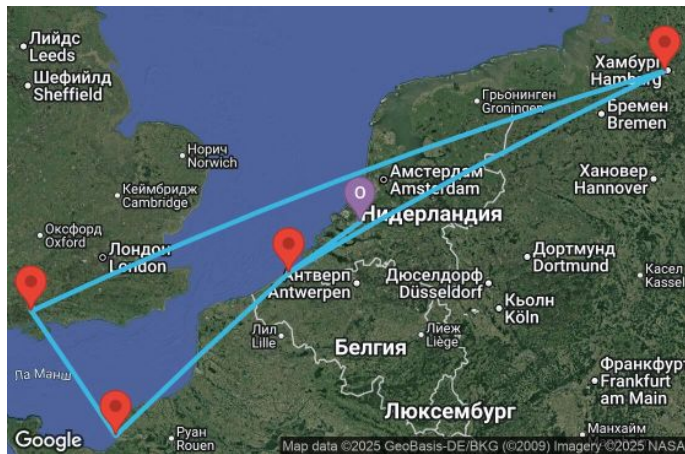 Лийдс
Leeds
Шефийлд
Sheffield
Норич
Norwich
Кеймбридж
Cambridge
Оксфорд
Oxford
Лондон
London
Ла Манш
Руан
Rouen
Лил
Lille
Антверп
Antwerpen
Белгия
Лиеж
Liège
Люксембург
Амстердам
Amsterdam
O
Нидерландия
Грьонинген
Groningen
Хамбург
Hamburg
Бремен
Bremen
Хановер
Hannover
Дортмунд
Dortmund
Дюселдорф
Düsseldorf
Кьолн
Köln
Касел
Kassel
Франкфурт
Frankfurt
am Main
Манхайм
Google
Map data ©2025 GeoBasis-DE/BKG (©2009) Imagery ©2025 NASA